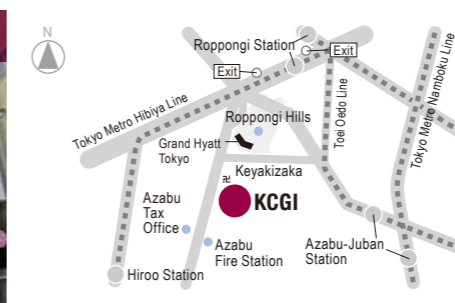 N
Roppongi Station
Exit
Exit
Tokyo Metro Hibiya Line
Toei Oedo Line
Tokyo Metro Namboku Line
Roppongi Hills
Grand Hyatt
Tokyo
卍 Keyakizaka
KCGI
Azabu
Tax
Office
Azabu
Fire Station
Azabu-Juban
Station
Hiroo Station